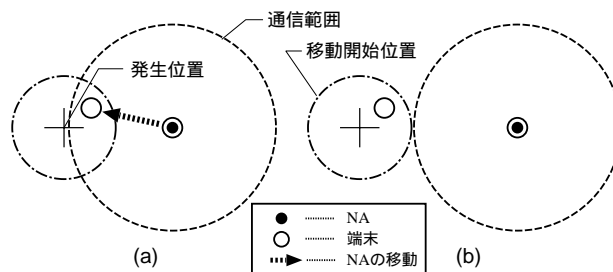 通信範囲
発生位置
移動開始位置
NA
端末
NAの移動
(a)
(b)